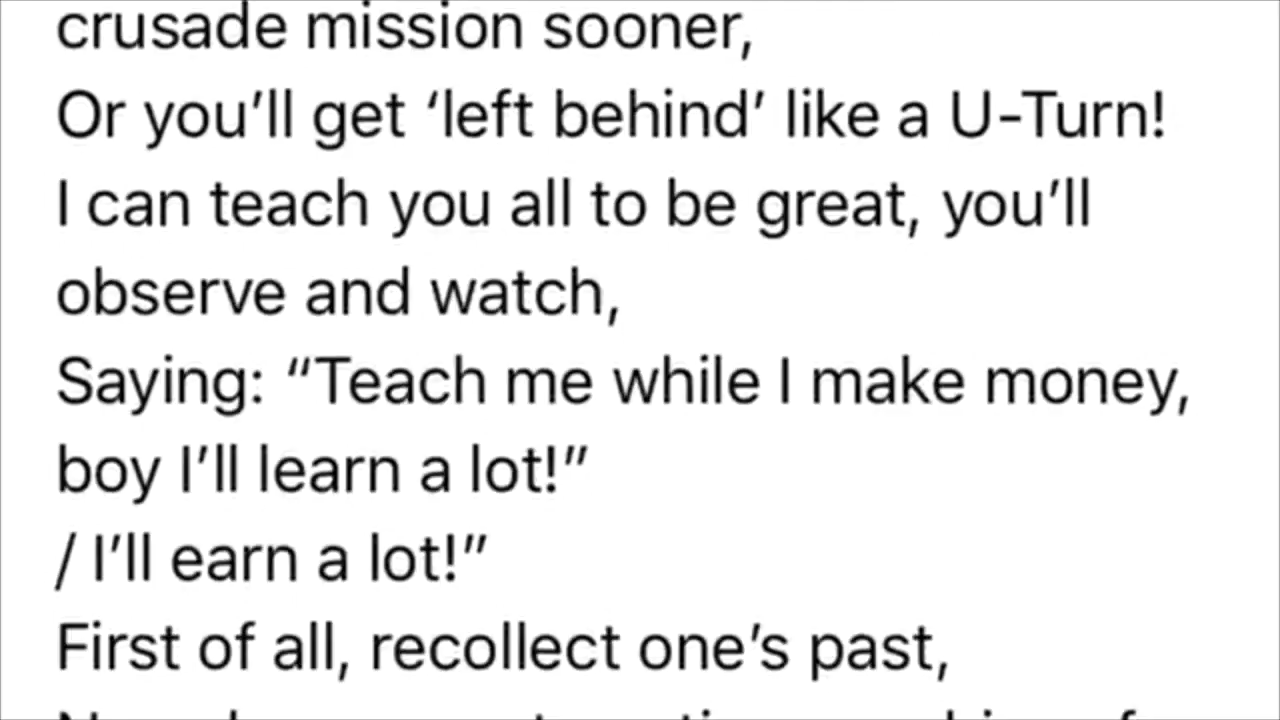 crusade mission sooner,
Or you’ll get ‘left behind’ like a U-Turn!
I can teach you all to be great, you’ll
observe and watch,
Saying: “Teach me while I make money,
boy I’ll learn a lot!”
/ I’ll earn a lot!”
First of all, recollect one’s past,